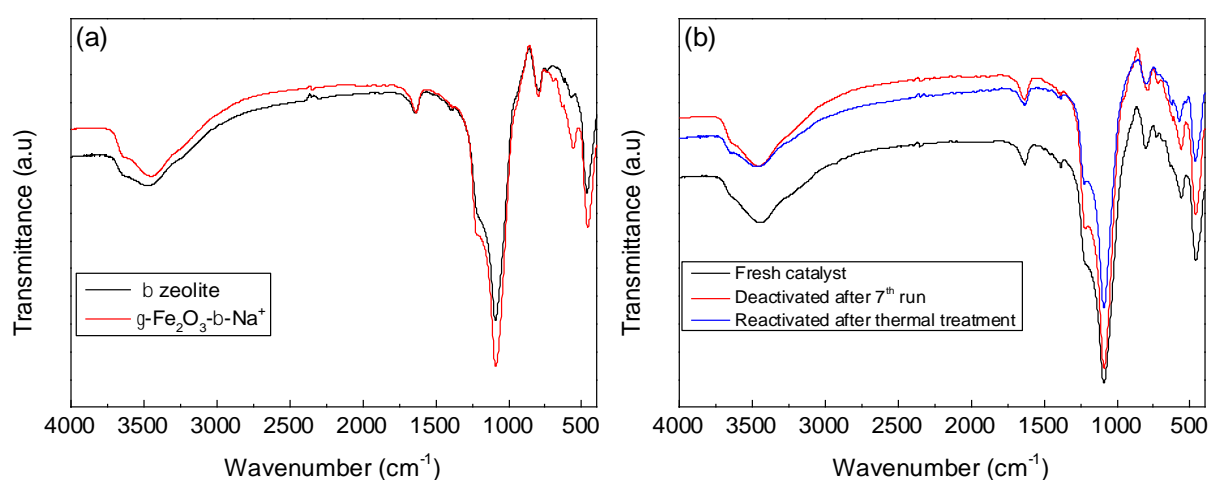 (a)
Transmittance (a.u)
b zeolite
g-Fe₂O₃-b-Na⁺
4000 3500 3000 2500 2000 1500 1000 500
Wavenumber (cm⁻¹)
(b)
Transmittance (a.u)
Fresh catalyst
Deactivated after 7ᵗʰ run
Reactivated after thermal treatment
4000 3500 3000 2500 2000 1500 1000 500
Wavenumber (cm⁻¹)